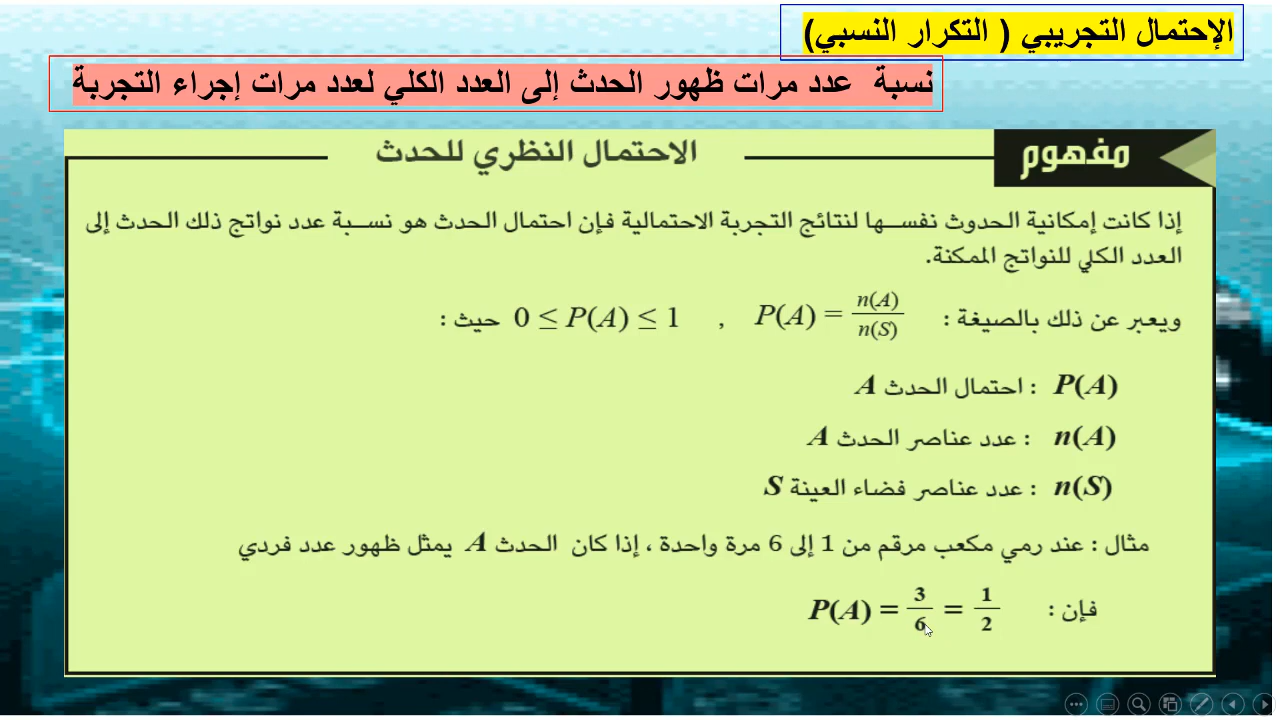 الإحتمال التجريبي ( التكرار النسبي)
نسبة عدد مرات ظهور الحدث إلى العدد الكلي لعدد مرات إجراء التجربة
مفهوم
الاحتمال النظري للحدث
إذا كانت إمكانية الحدوث نفسها لنتائج التجربة الاحتمالية فإن احتمال الحدث هو نسبة عدد نواتج ذلك الحدث إلى
العدد الكلي للنواتج الممكنة.
ويعبر عن ذلك بالصيغة : P(A) = n(A)/n(S) , 0 ≤ P(A) ≤ 1 حيث :
P(A) : احتمال الحدث A
n(A) : عدد عناصر الحدث A
n(S) : عدد عناصر فضاء العينة S
مثال : عند رمي مكعب مرقم من 1 إلى 6 مرة واحدة ، إذا كان الحدث A يمثل ظهور عدد فردي
فإن : P(A) = 3/6 = 1/2